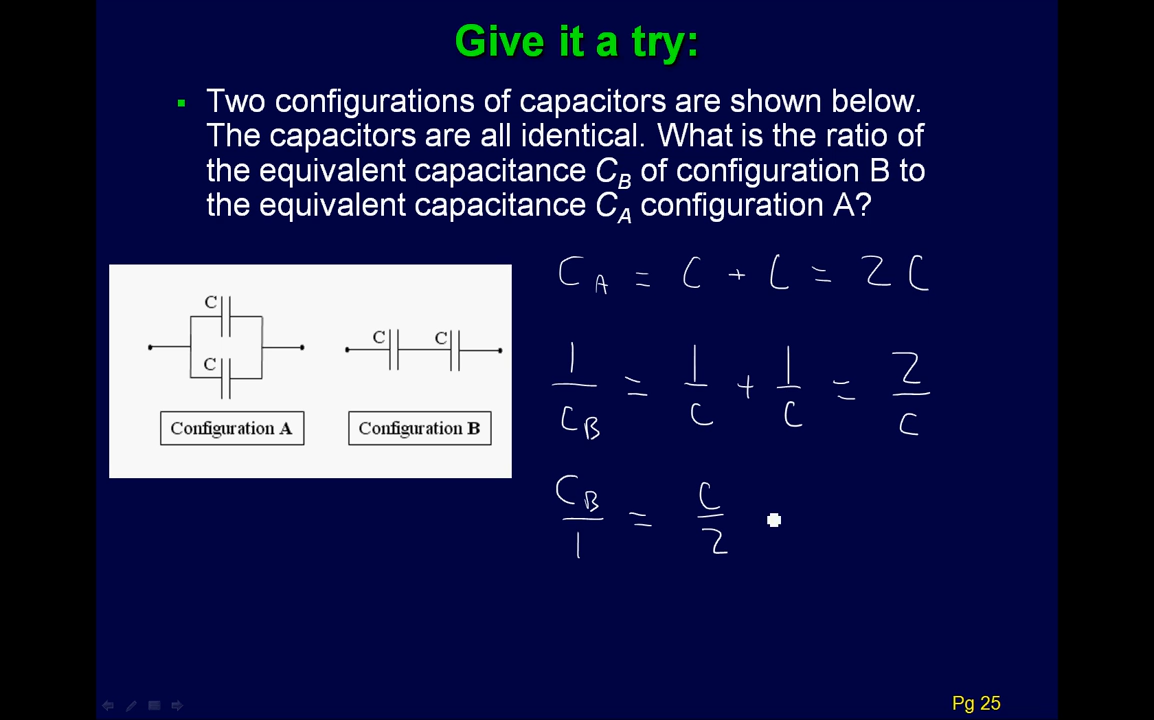 Give it a try:
▪ Two configurations of capacitors are shown below.
The capacitors are all identical. What is the ratio of
the equivalent capacitance C_B of configuration B to
the equivalent capacitance C_A configuration A?
C
C
Configuration A
C C
Configuration B
C_A = C + C = 2C
1/C_B = 1/C + 1/C = 2/C
C_B/1 = C/2
Pg 25